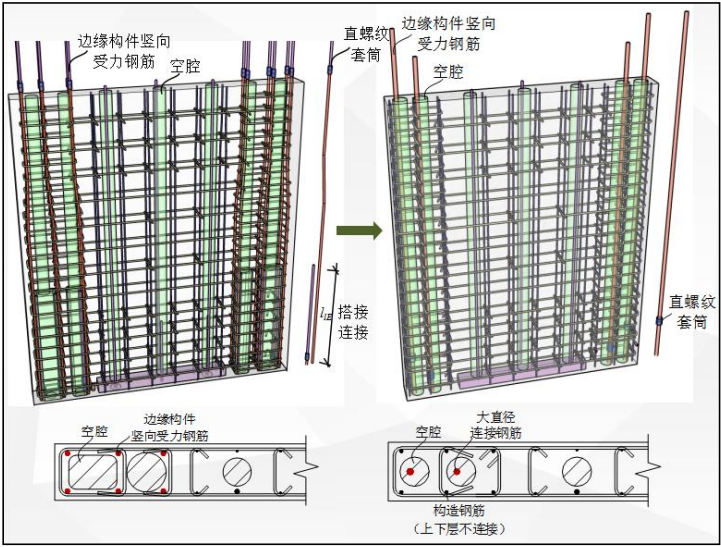 边缘构件竖向
受力钢筋
空腔
直螺纹
套筒
l_lE
搭接
连接
边缘构件竖向
受力钢筋
空腔
直螺纹
套筒
空腔
边缘构件
竖向受力钢筋
空腔
大直径
连接钢筋
构造钢筋
（上下层不连接）